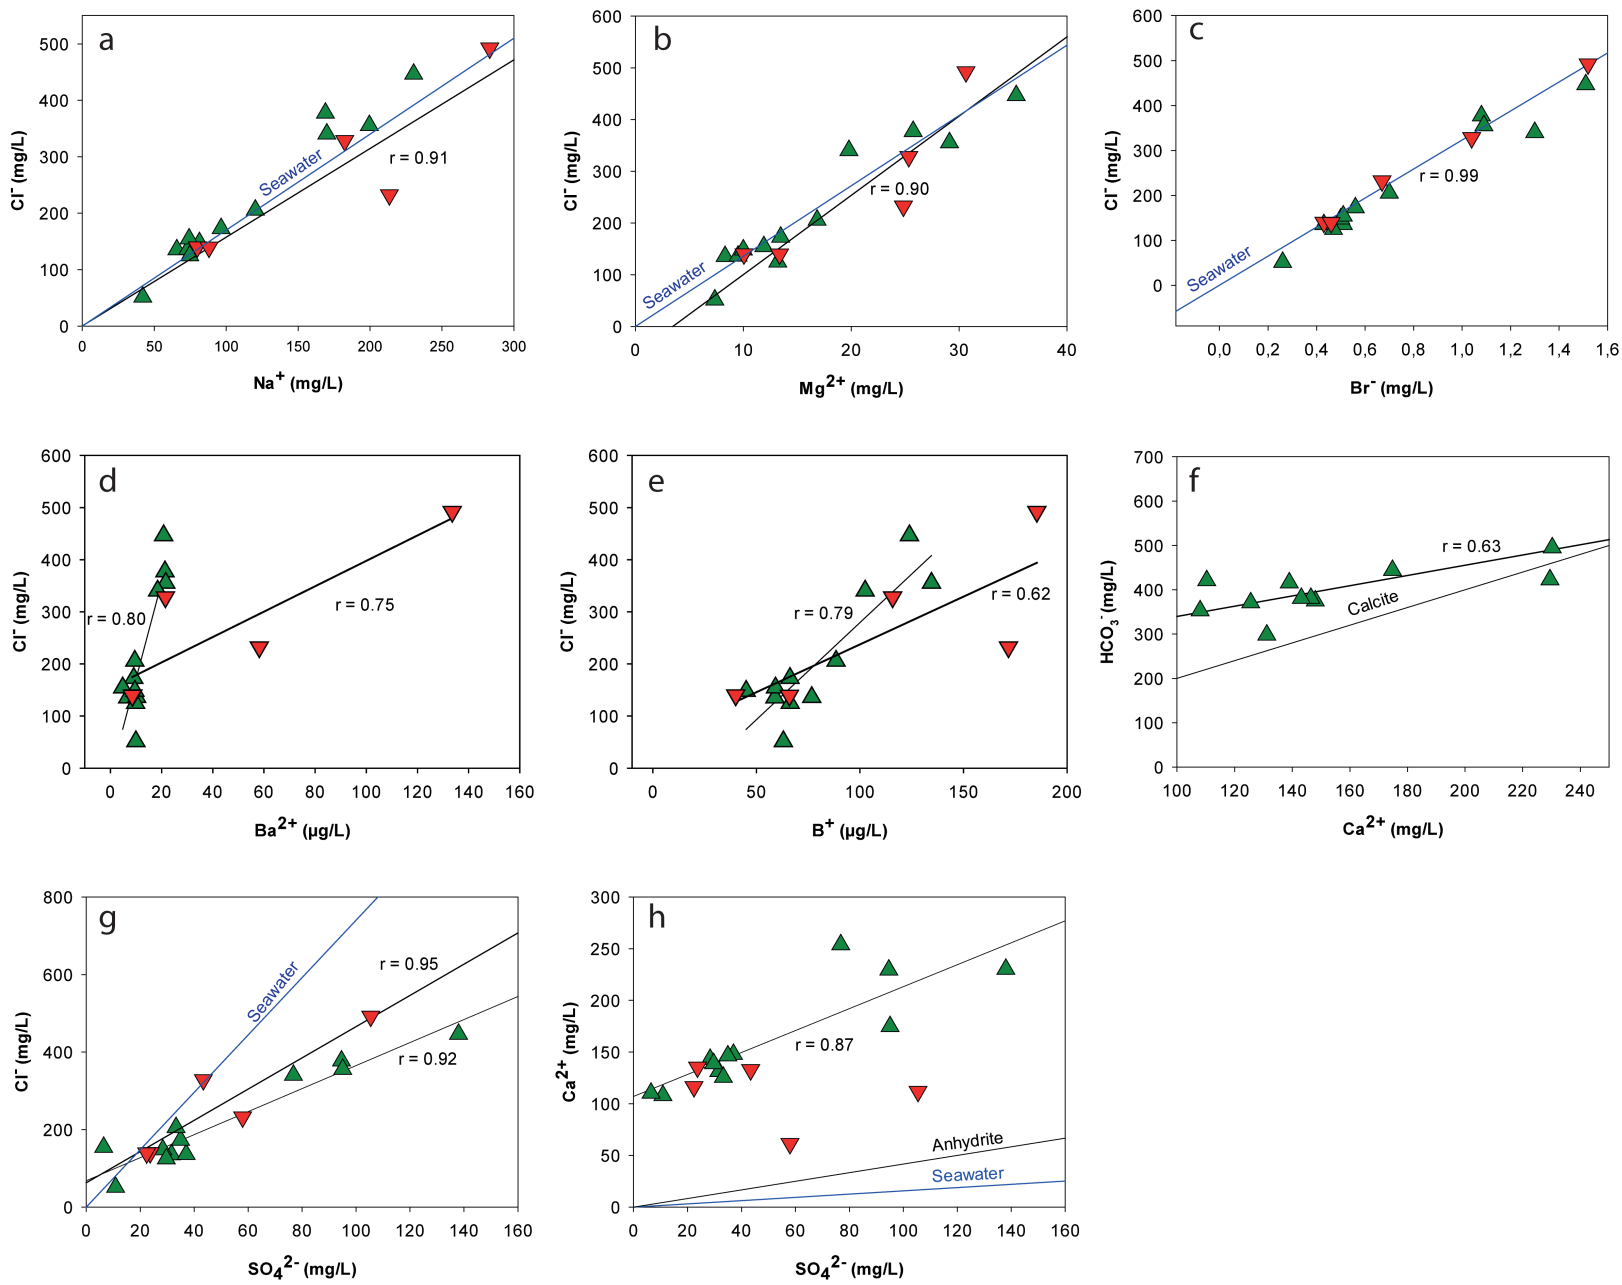 a
500
400
300
200
100
0
Cl⁻ (mg/L)
Seawater
r = 0.91
0 50 100 150 200 250 300
Na⁺ (mg/L)
b
600
500
400
300
200
100
0
Cl⁻ (mg/L)
Seawater
r = 0.90
0 10 20 30 40
Mg²⁺ (mg/L)
c
600
500
400
300
200
100
0
Cl⁻ (mg/L)
Seawater
r = 0.99
0,0 0,2 0,4 0,6 0,8 1,0 1,2 1,4 1,6
Br⁻ (mg/L)
d
600
500
400
300
200
100
0
Cl⁻ (mg/L)
r = 0.80
r = 0.75
0 20 40 60 80 100 120 140 160
Ba²⁺ (µg/L)
e
600
500
400
300
200
100
0
Cl⁻ (mg/L)
r = 0.79
r = 0.62
0 50 100 150 200
B⁺ (µg/L)
f
700
600
500
400
300
200
100
0
HCO₃⁻ (mg/L)
r = 0.63
Calcite
100 120 140 160 180 200 220 240
Ca²⁺ (mg/L)
g
800
600
400
200
0
Cl⁻ (mg/L)
Seawater
r = 0.95
r = 0.92
0 20 40 60 80 100 120 140 160
SO₄²⁻ (mg/L)
h
300
250
200
150
100
50
0
Ca²⁺ (mg/L)
r = 0.87
Anhydrite
Seawater
0 20 40 60 80 100 120 140 160
SO₄²⁻ (mg/L)